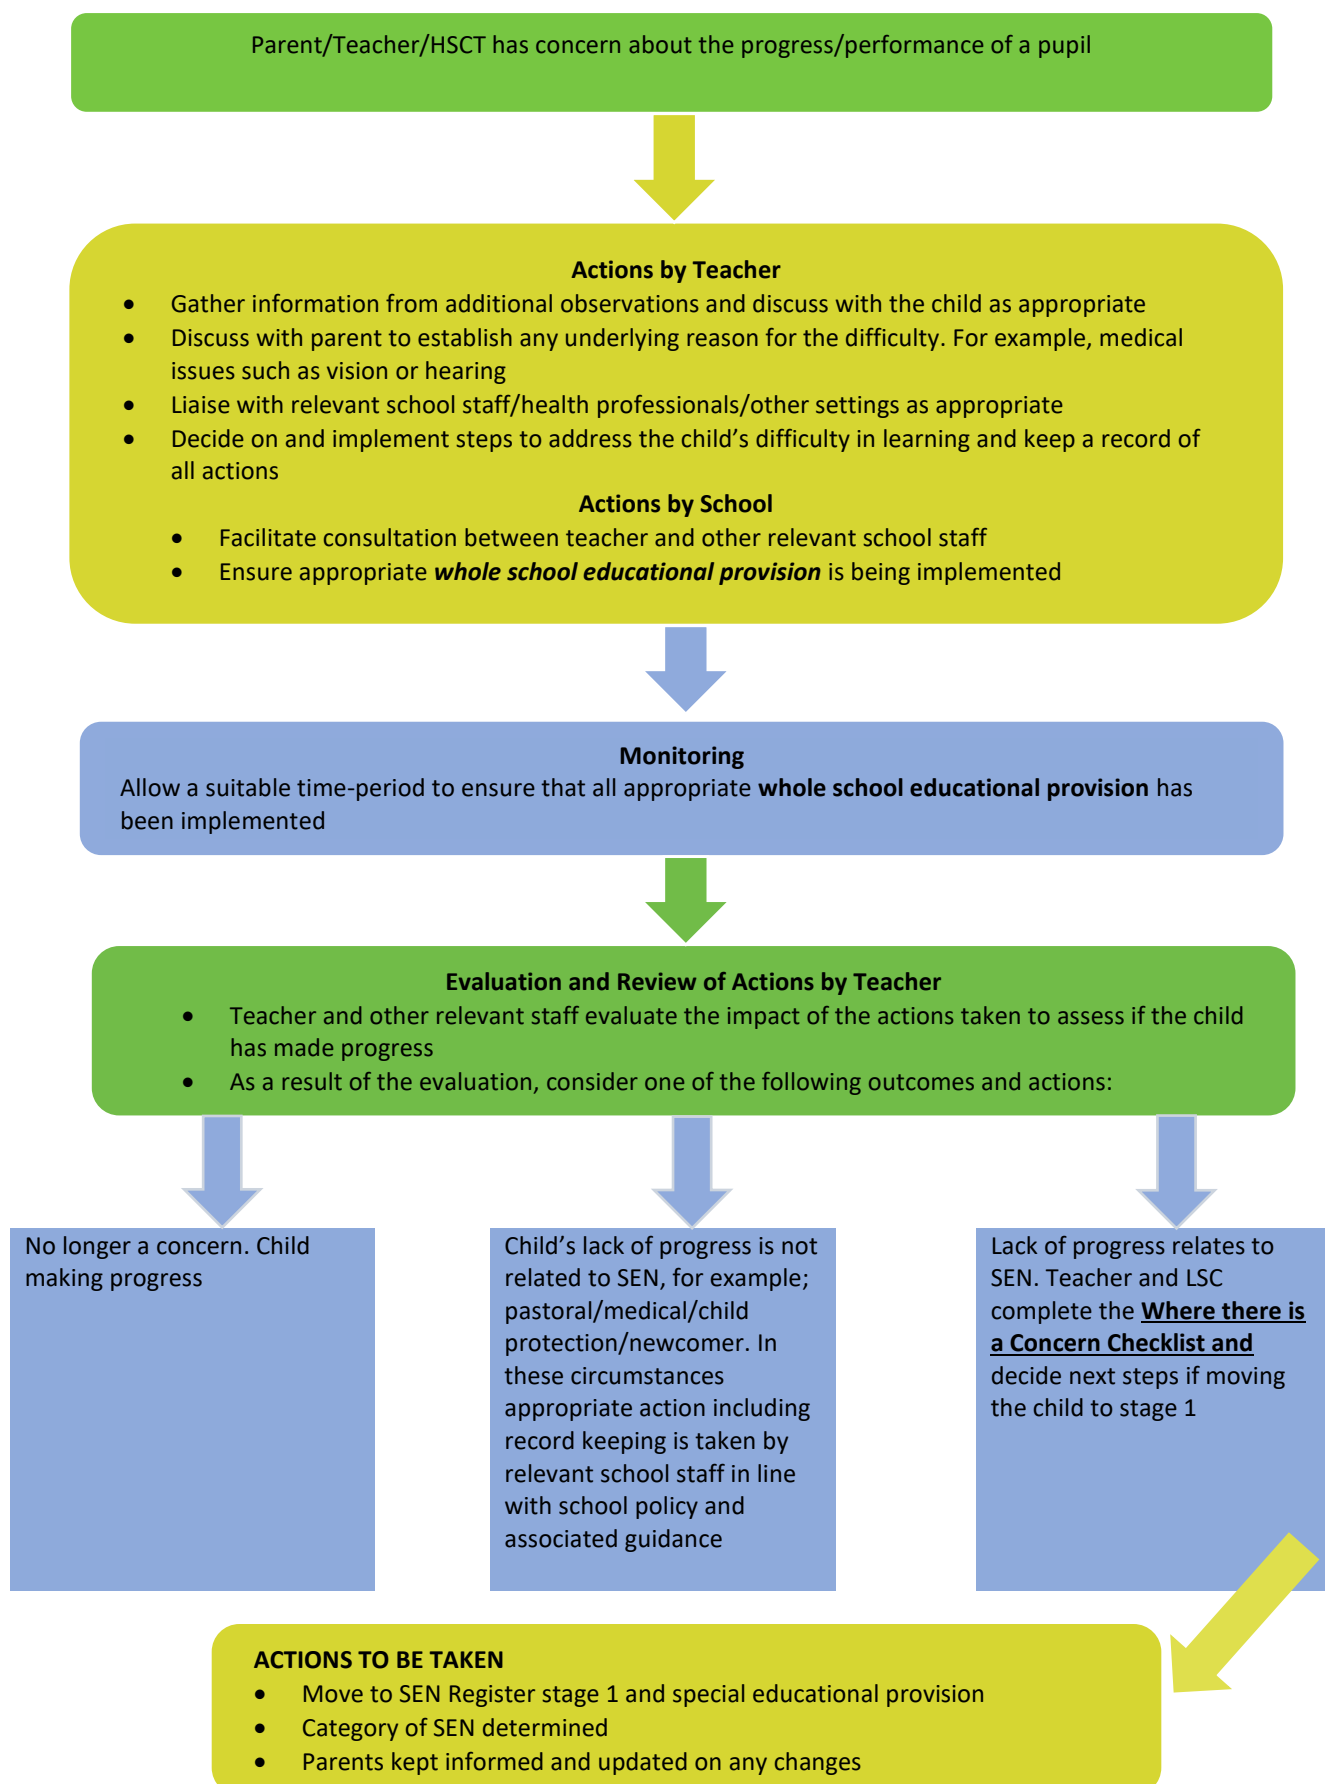 Parent/Teacher/HSCT has concern about the progress/performance of a pupil
Actions by Teacher
• Gather information from additional observations and discuss with the child as appropriate
• Discuss with parent to establish any underlying reason for the difficulty. For example, medical
issues such as vision or hearing
• Liaise with relevant school staff/health professionals/other settings as appropriate
• Decide on and implement steps to address the child’s difficulty in learning and keep a record of
all actions
Actions by School
• Facilitate consultation between teacher and other relevant school staff
• Ensure appropriate whole school educational provision is being implemented
Monitoring
Allow a suitable time-period to ensure that all appropriate whole school educational provision has
been implemented
Evaluation and Review of Actions by Teacher
• Teacher and other relevant staff evaluate the impact of the actions taken to assess if the child
has made progress
• As a result of the evaluation, consider one of the following outcomes and actions:
No longer a concern. Child
making progress
Child’s lack of progress is not
related to SEN, for example;
pastoral/medical/child
protection/newcomer. In
these circumstances
appropriate action including
record keeping is taken by
relevant school staff in line
with school policy and
associated guidance
Lack of progress relates to
SEN. Teacher and LSC
complete the Where there is
a Concern Checklist and
decide next steps if moving
the child to stage 1
ACTIONS TO BE TAKEN
• Move to SEN Register stage 1 and special educational provision
• Category of SEN determined
• Parents kept informed and updated on any changes